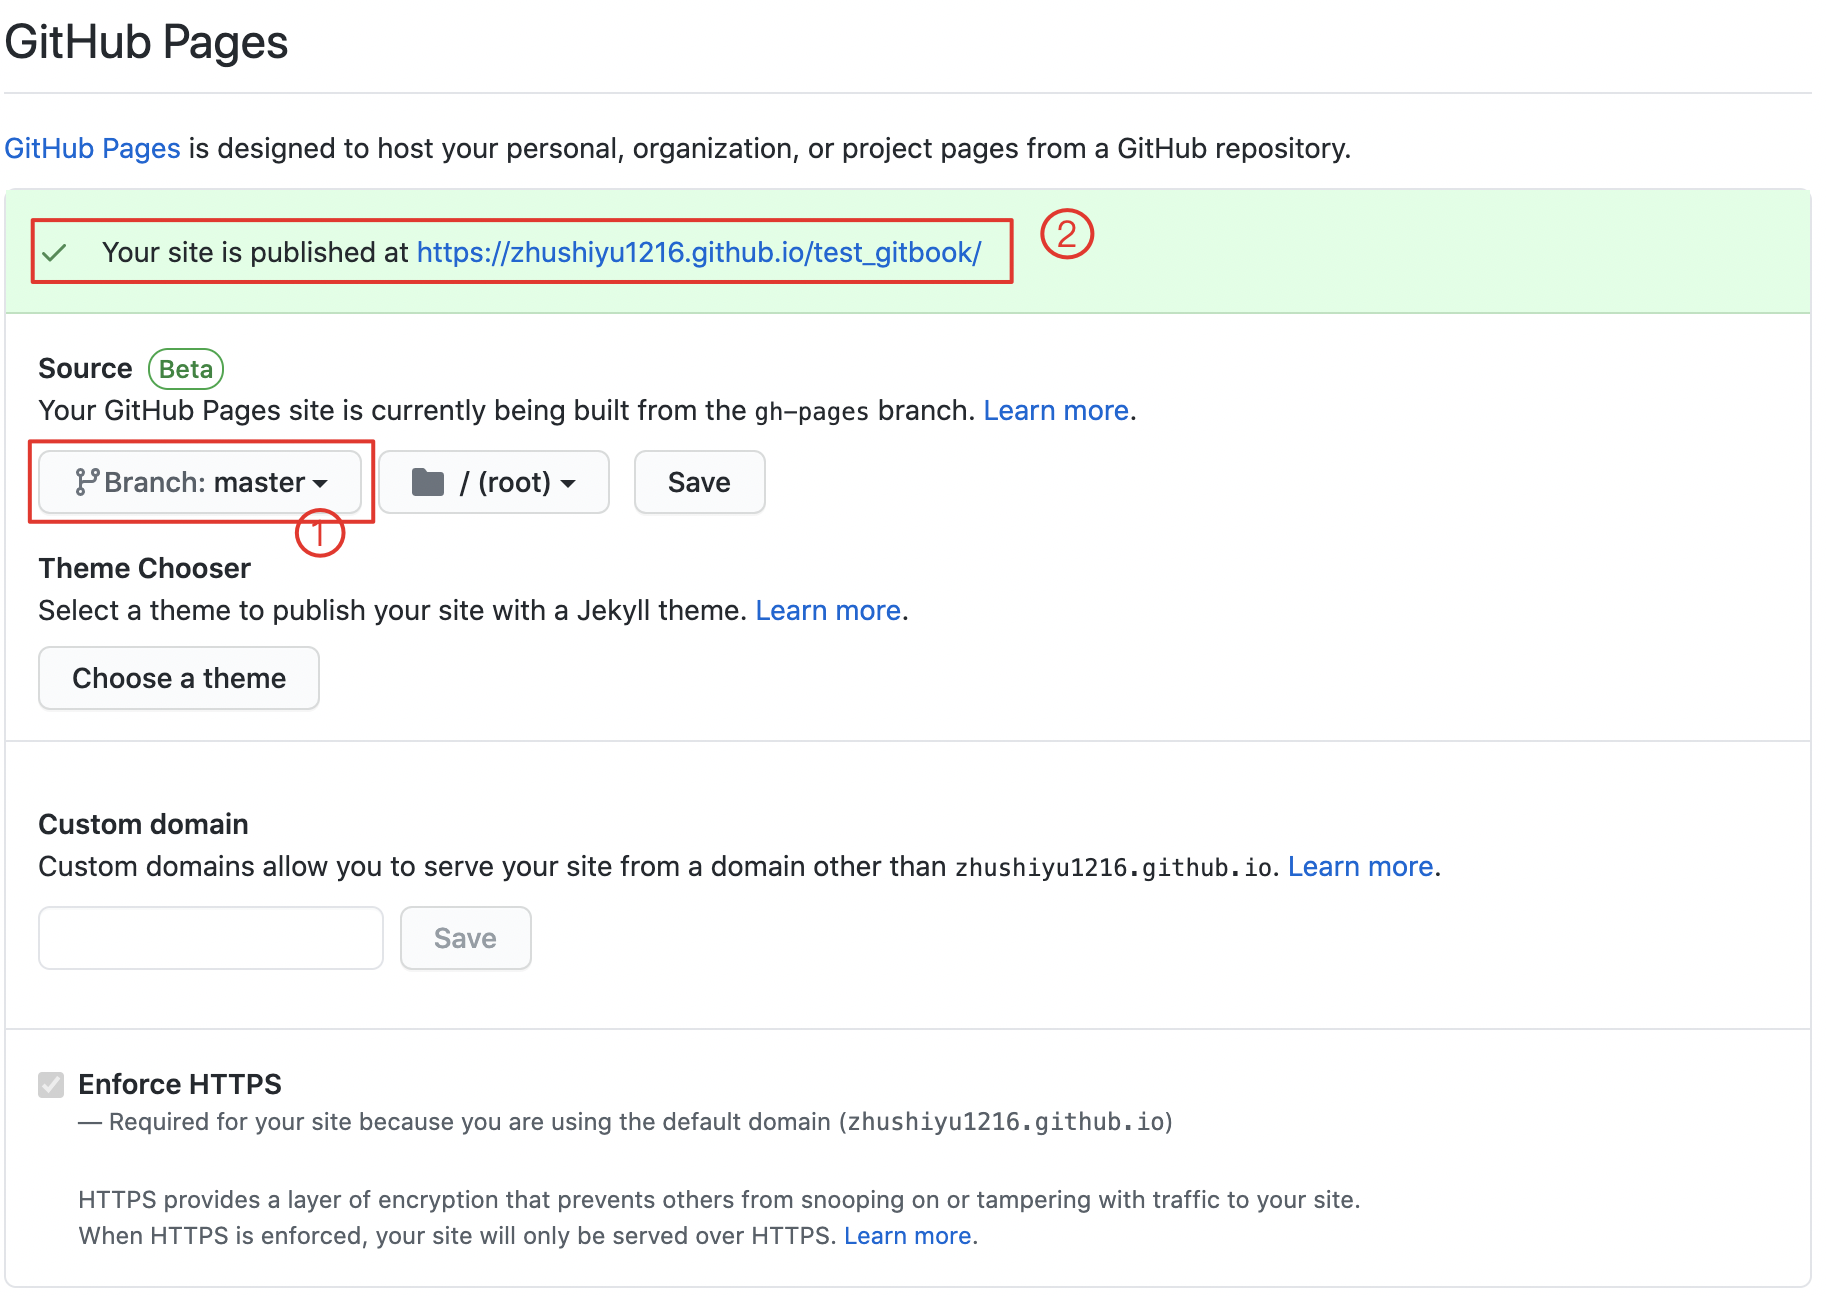 GitHub Pages
GitHub Pages is designed to host your personal, organization, or project pages from a GitHub repository.
Your site is published at https://zhushiyu1216.github.io/test_gitbook/
2
Source Beta
Your GitHub Pages site is currently being built from the gh-pages branch. Learn more.
Branch: master / (root) Save
1
Theme Chooser
Select a theme to publish your site with a Jekyll theme. Learn more.
Choose a theme
Custom domain
Custom domains allow you to serve your site from a domain other than zhushiyu1216.github.io. Learn more.
Save
Enforce HTTPS
— Required for your site because you are using the default domain (zhushiyu1216.github.io)
HTTPS provides a layer of encryption that prevents others from snooping on or tampering with traffic to your site.
When HTTPS is enforced, your site will only be served over HTTPS. Learn more.